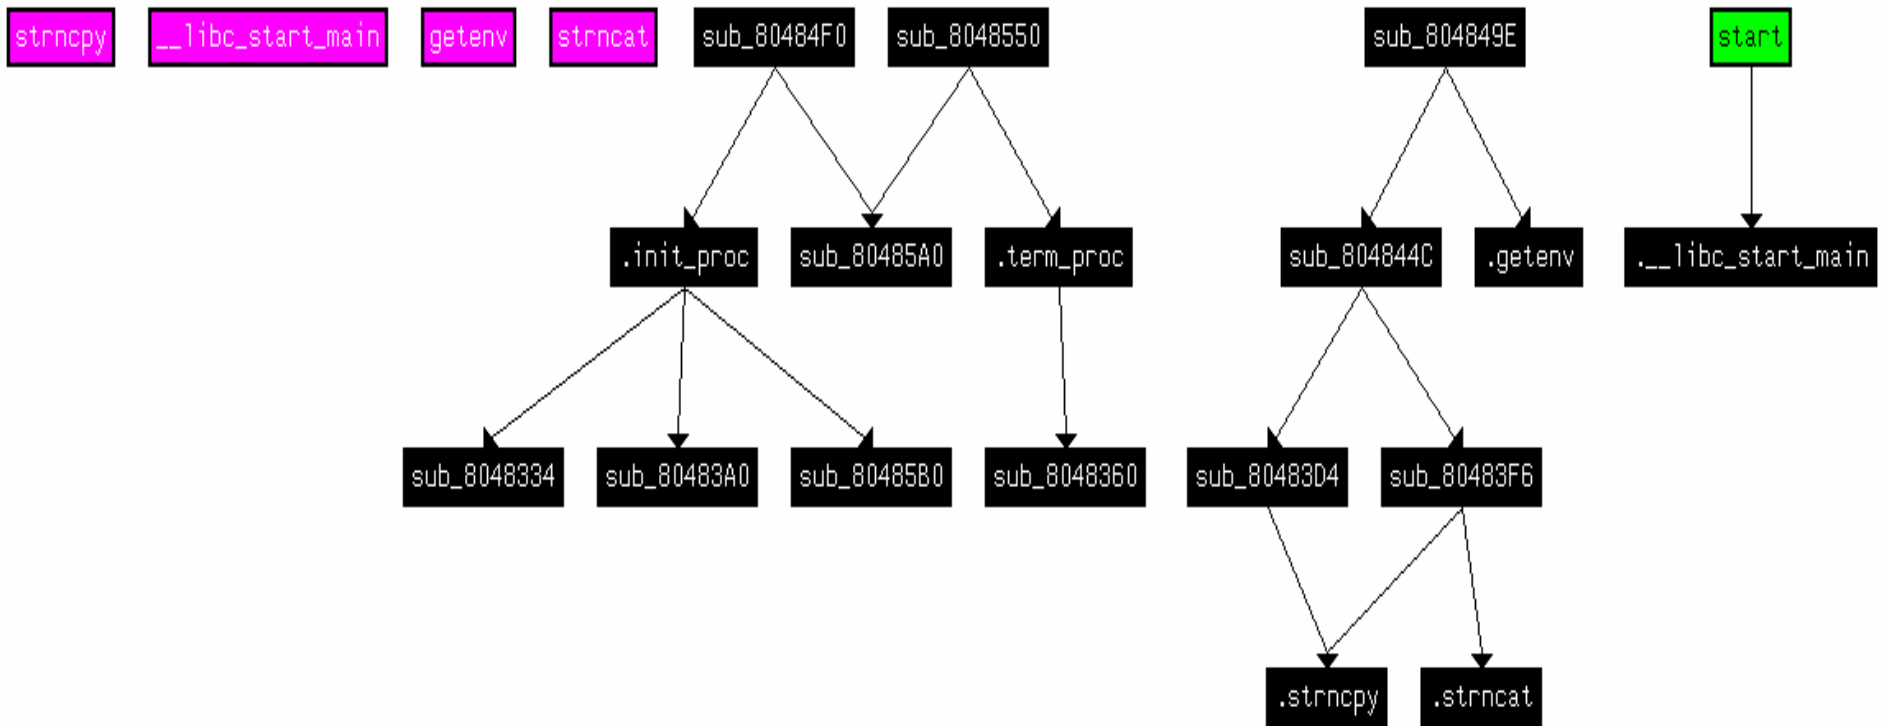 strncpy
__libc_start_main
getenv
strncat
sub_80484F0
sub_8048550
sub_804849E
start
.init_proc
sub_80485A0
.term_proc
sub_804844C
.getenv
.__libc_start_main
sub_8048334
sub_80483A0
sub_80485B0
sub_8048360
sub_80483D4
sub_80483F6
.strncpy
.strncat